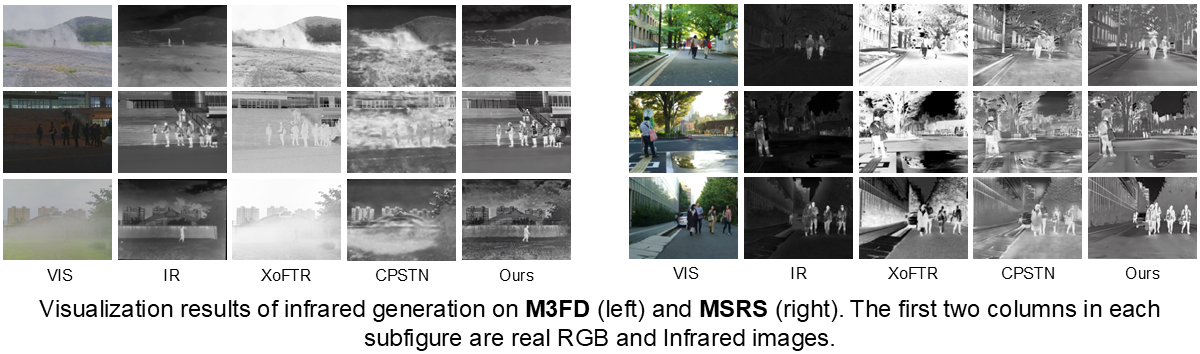 VIS IR XoFTR CPSTN Ours VIS IR XoFTR CPSTN Ours
Visualization results of infrared generation on M3FD (left) and MSRS (right). The first two columns in each
subfigure are real RGB and Infrared images.